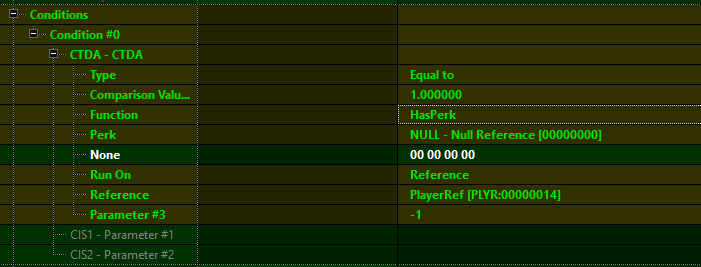 Conditions
Condition #0
CTDA - CTDA
Type Equal to
Comparison Valu... 1.000000
Function HasPerk
Perk NULL - Null Reference [00000000]
None 00 00 00 00
Run On Reference
Reference PlayerRef [PLYR:00000014]
Parameter #3 -1
CIS1 - Parameter #1
CIS2 - Parameter #2